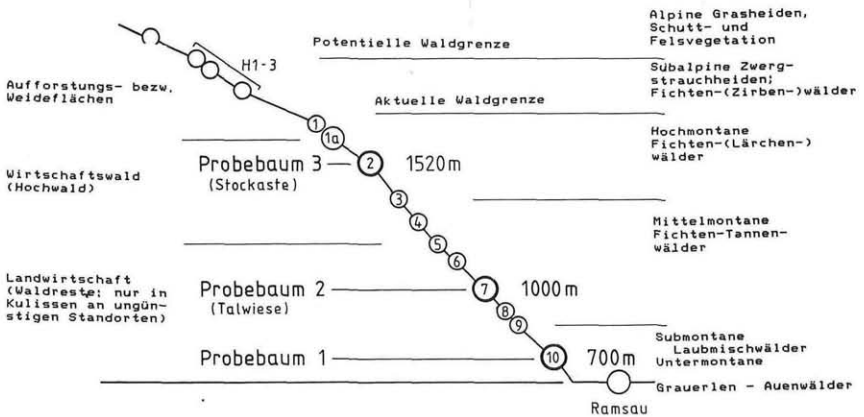 Alpine Grasheiden,
Schutt- und
Felsvegetation
Potentielle Waldgrenze
H1-3
Subalpine Zwerg-
strauchheiden;
Fichten-(Zirben-)wälder
Aufforstungs- bezw.
Weideflächen
Aktuelle Waldgrenze
1
1a
Hochmontane
Fichten-(Lärchen-)
wälder
Probebaum 3
(Stockaste)
2
1520m
Wirtschaftswald
(Hochwald)
3
4
5
6
Mittelmontane
Fichten-Tannen-
wälder
Landwirtschaft
(Waldreste: nur in
Kulissen an ungün-
stigen Standorten)
Probebaum 2
(Talwiese)
7
1000m
8
9
Submontane
Laubmischwälder
Untermontane
Probebaum 1
10
700m
Grauerlen - Auenwälder
Ramsau